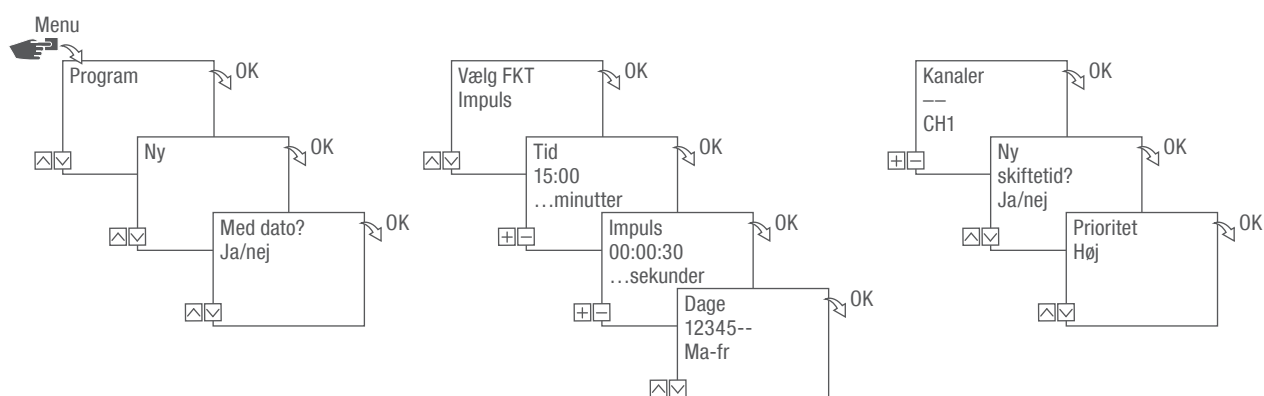 Menu
Program
OK
Ny
OK
Med dato?
Ja/nej
OK
Vælg FKT
Impuls
OK
Tid
15:00
...minutter
OK
Impuls
00:00:30
...sekunder
OK
Dage
12345--
Ma-fr
OK
Kanaler
––
CH1
OK
Ny
skiftetid?
Ja/nej
OK
Prioritet
Høj
OK